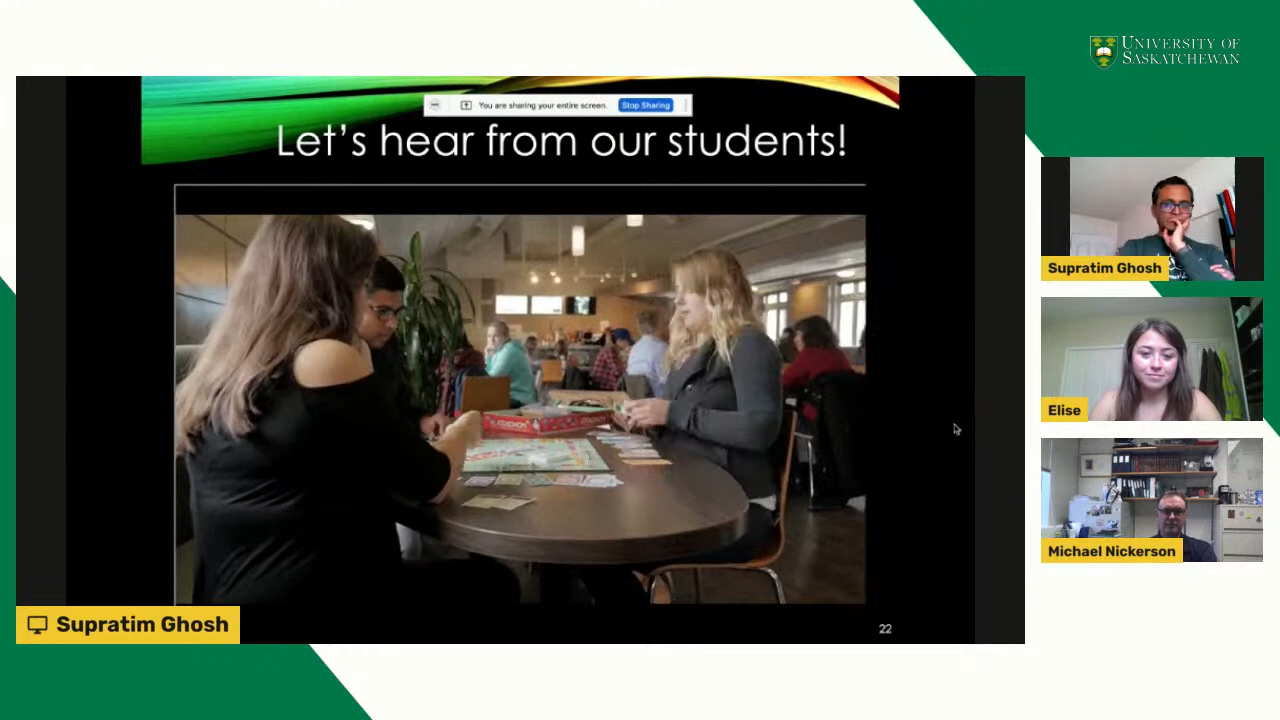 UNIVERSITY OF
SASKATCHEWAN
You are sharing your entire screen.
Stop Sharing
Let's hear from our students!
22
Supratim Ghosh
Supratim Ghosh
Elise
Michael Nickerson